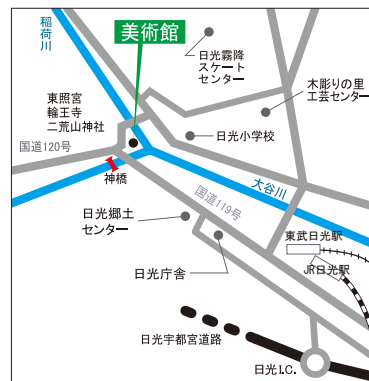 稲荷川
美術館
日光霧降
スケート
センター
木彫りの里
工芸センター
東照宮
輪王寺
二荒山神社
日光小学校
国道120号
神橋
大谷川
国道119号
日光郷土
センター
東武日光駅
日光庁舎
JR日光駅
日光宇都宮道路
日光I.C.